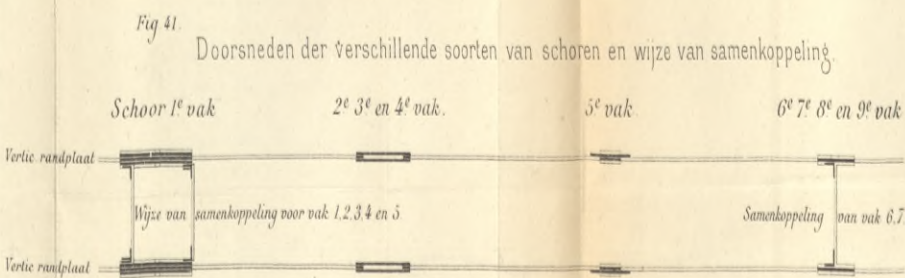 Fig 41.
Doorsneden der verschillende soorten van schoren en wijze van samenkoppeling.
Schoor 1e vak 2e 3e en 4e vak. 5e vak. 6e 7e 8e en 9e vak
Vertic. randplaat
Wijze van samenkoppeling voor vak 1,2,3,4 en 5. Samenkoppeling van vak 6.7
Vertic randplaat